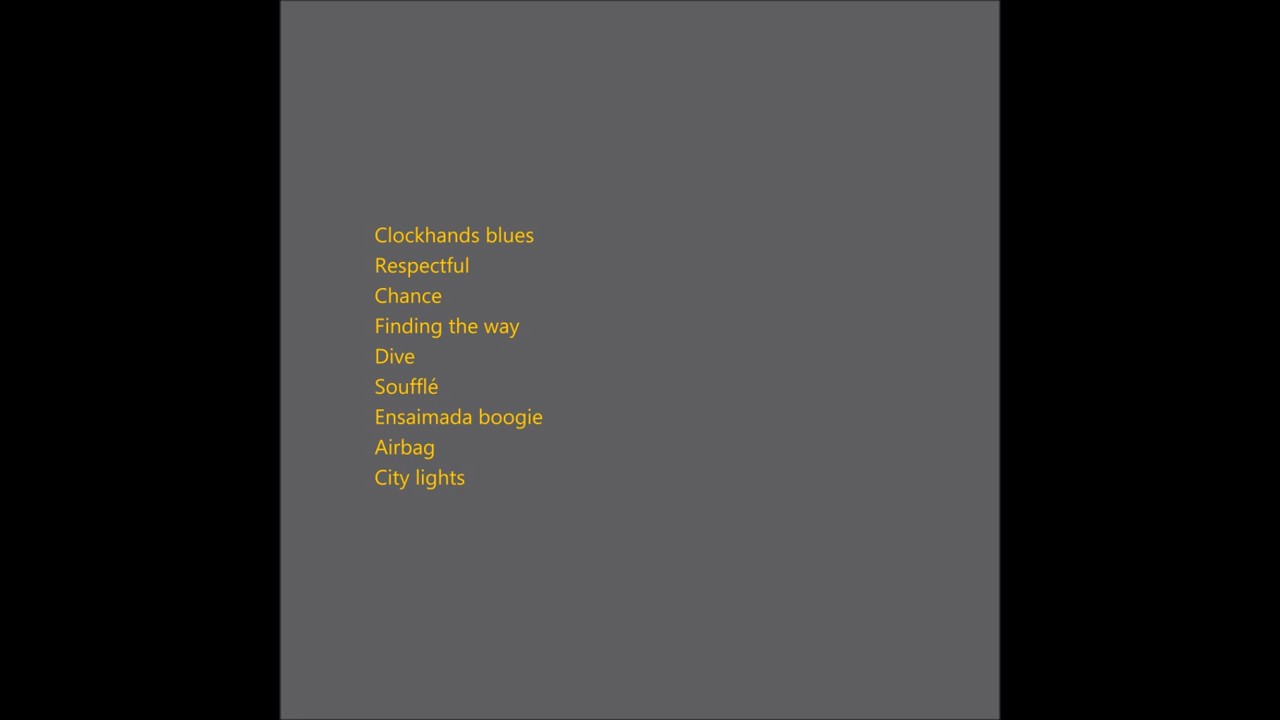 Clockhands blues
Respectful
Chance
Finding the way
Dive
Soufflé
Ensaimada boogie
Airbag
City lights